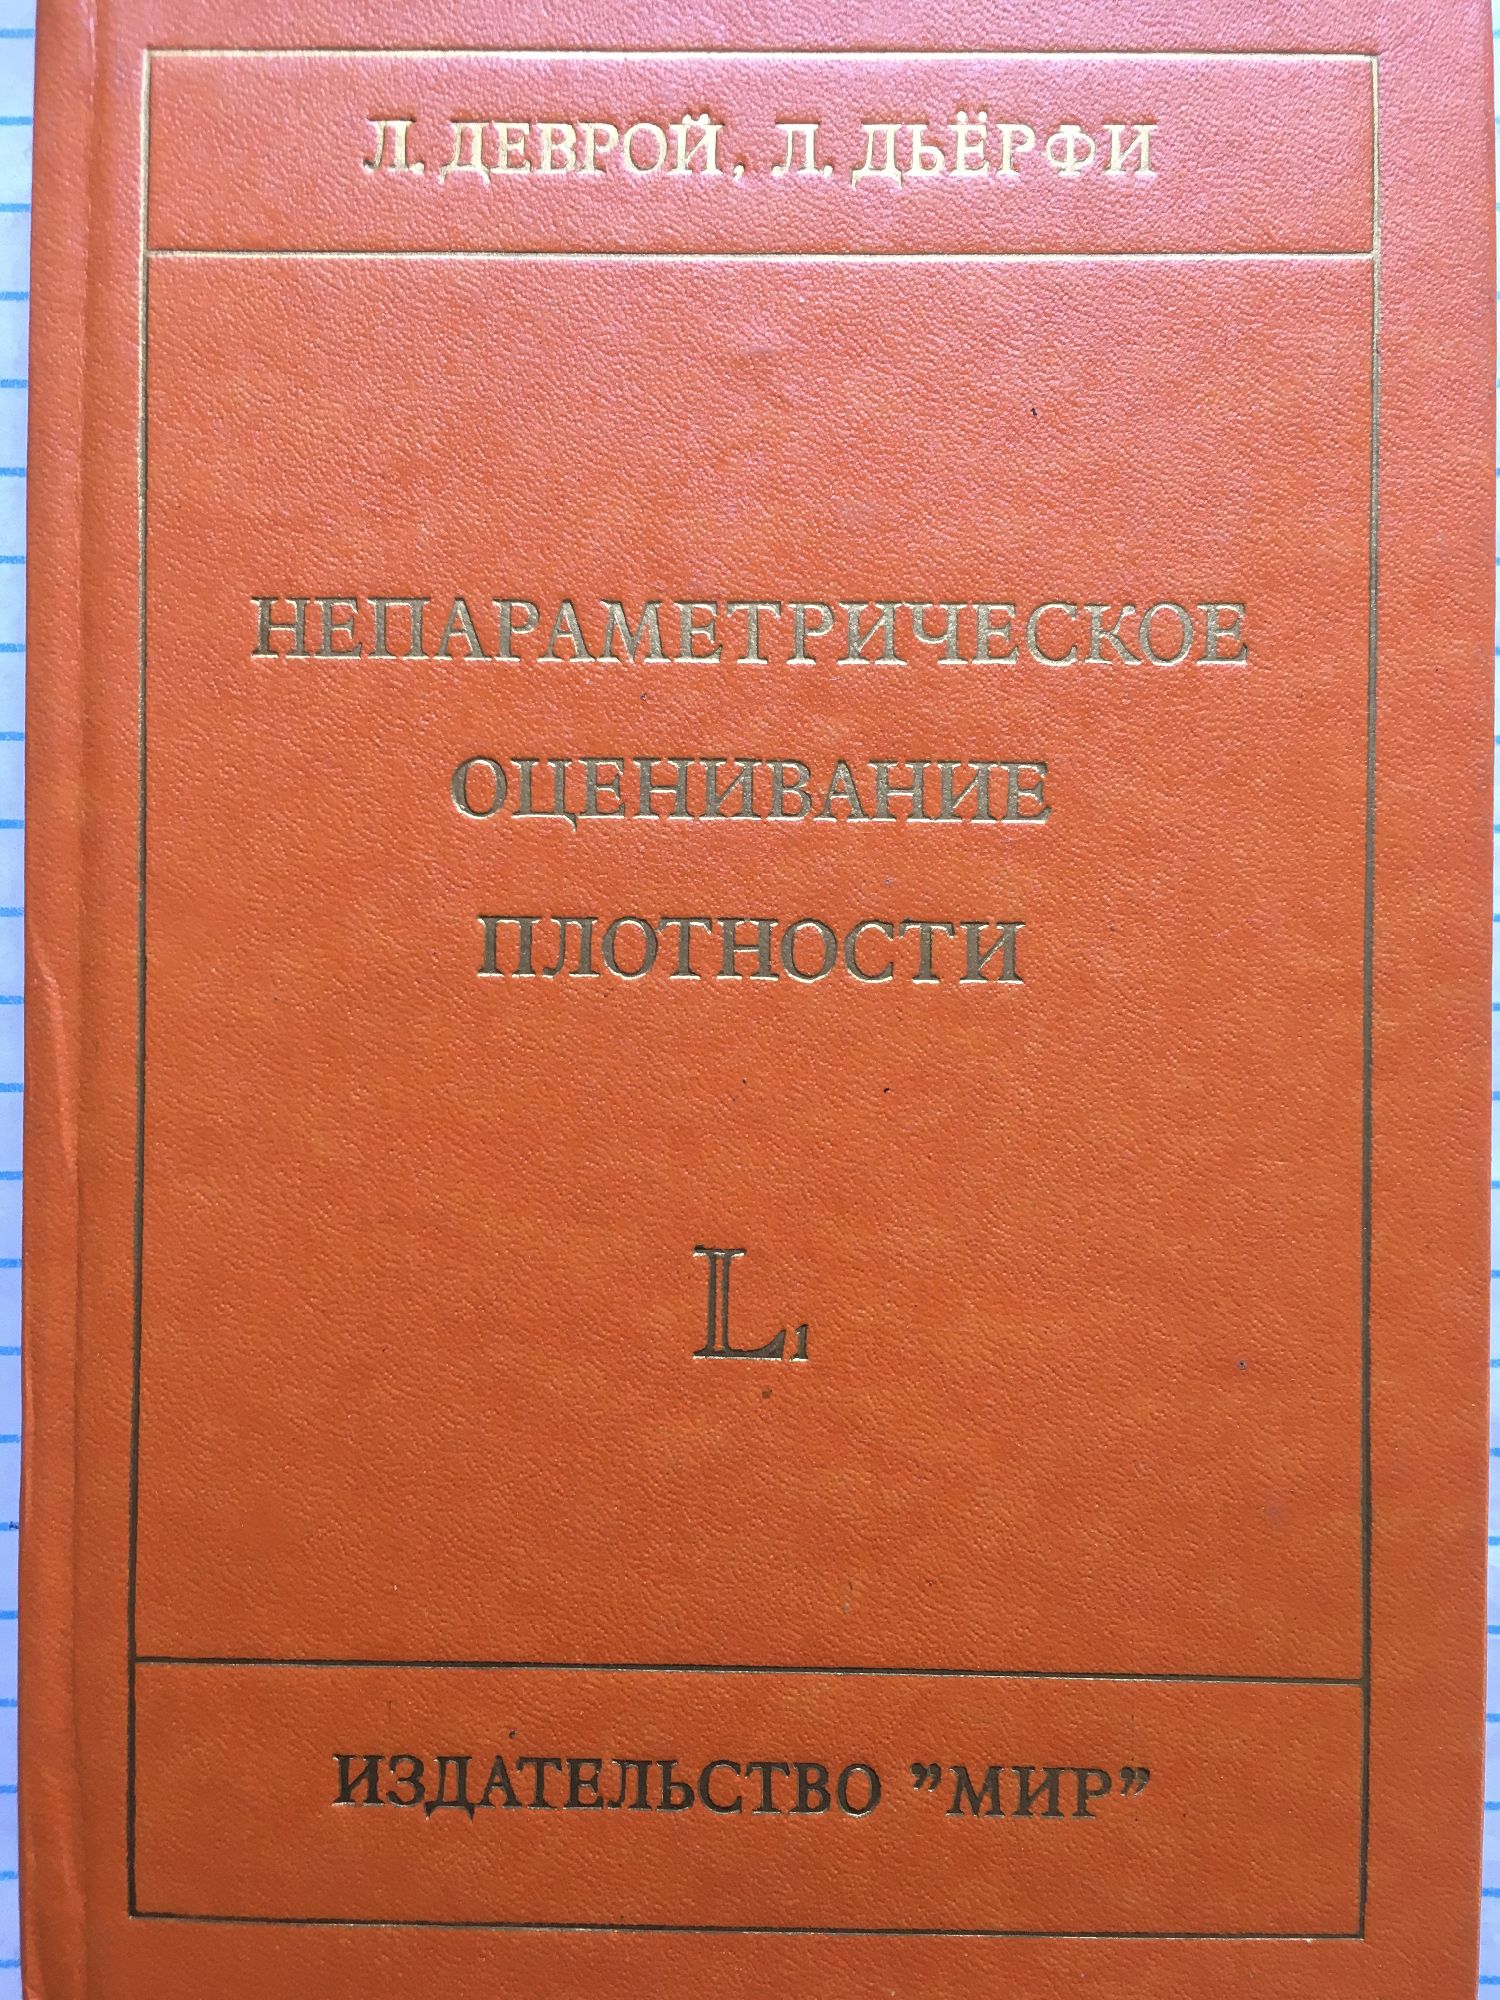 Л. ДЕВРОЙ, Л. ДЬЁРФИ
НЕПАРАМЕТРИЧЕСКОЕ
ОЦЕНИВАНИЕ
ПЛОТНОСТИ
L₁
ИЗДАТЕЛЬСТВО "МИР"